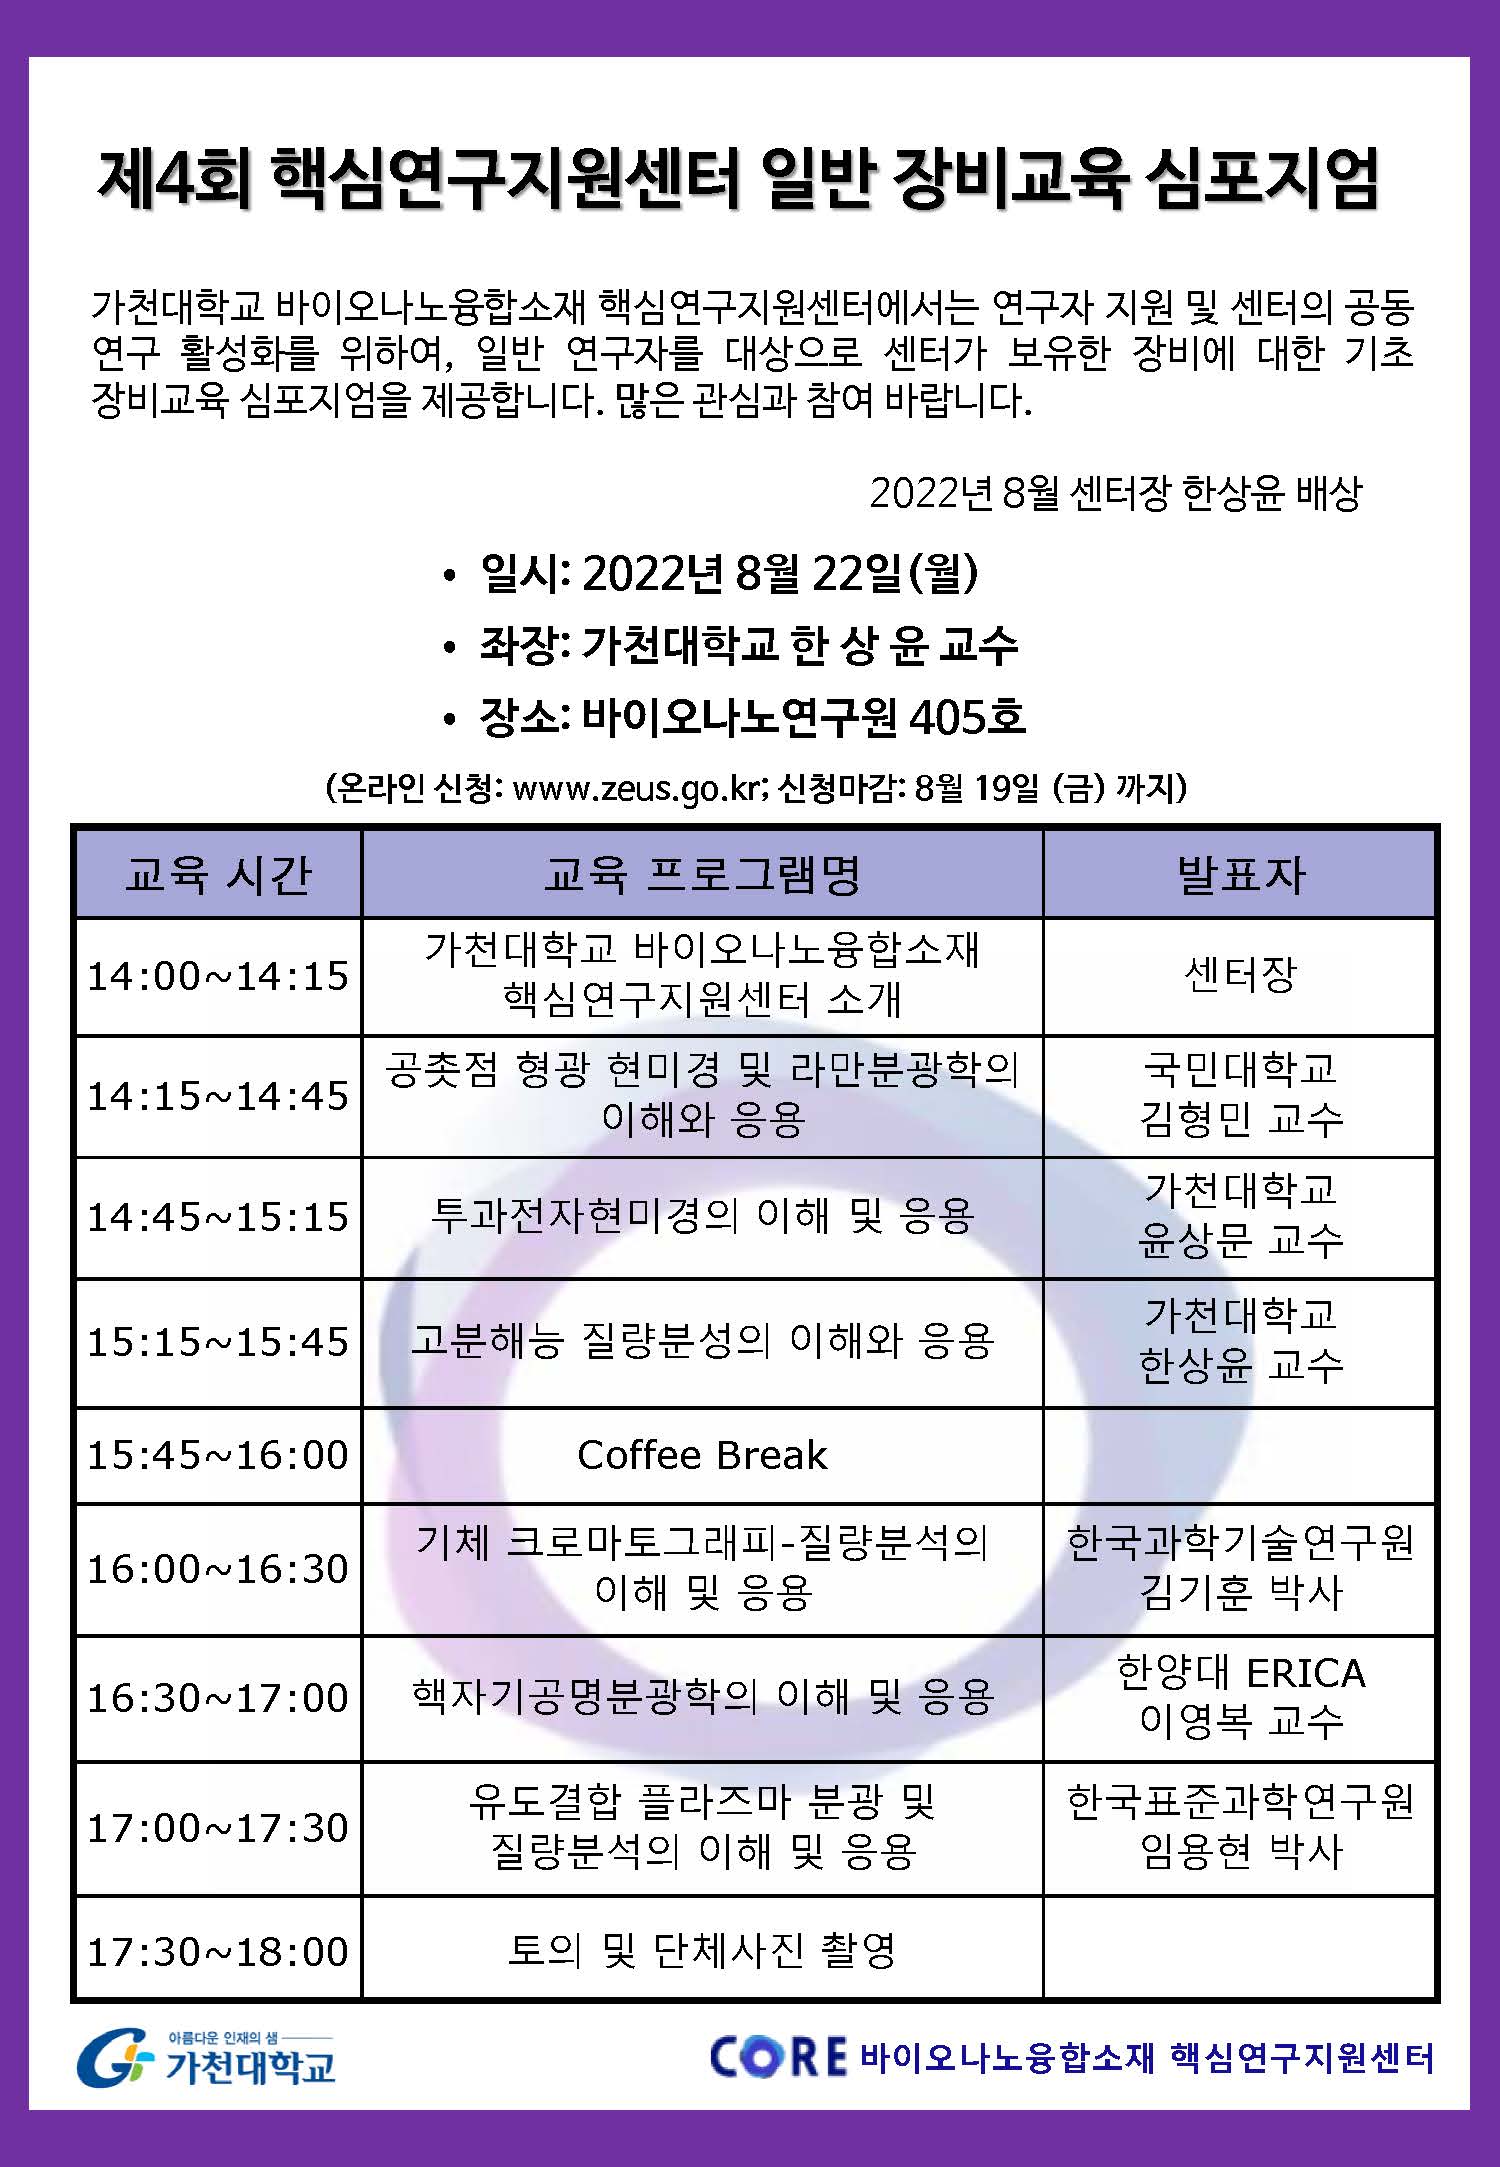 제4회 핵심연구지원센터 일반 장비교육 심포지엄
가천대학교 바이오나노융합소재 핵심연구지원센터에서는 연구자 지원 및 센터의 공동
연구 활성화를 위하여, 일반 연구자를 대상으로 센터가 보유한 장비에 대한 기초
장비교육 심포지엄을 제공합니다. 많은 관심과 참여 바랍니다.
2022년 8월 센터장 한상윤 배상
• 일시: 2022년 8월 22일(월)
• 좌장: 가천대학교 한 상 윤 교수
• 장소: 바이오나노연구원 405호
(온라인 신청: www.zeus.go.kr; 신청마감: 8월 19일 (금) 까지)
교육 시간 교육 프로그램명 발표자
14:00~14:15
가천대학교 바이오나노융합소재
핵심연구지원센터 소개
센터장
14:15~14:45
공촛점 형광 현미경 및 라만분광학의
이해와 응용
국민대학교
김형민 교수
14:45~15:15
투과전자현미경의 이해 및 응용
가천대학교
윤상문 교수
15:15~15:45
고분해능 질량분성의 이해와 응용
가천대학교
한상윤 교수
15:45~16:00
Coffee Break
16:00~16:30
기체 크로마토그래피-질량분석의
이해 및 응용
한국과학기술연구원
김기훈 박사
16:30~17:00
핵자기공명분광학의 이해 및 응용
한양대 ERICA
이영복 교수
17:00~17:30
유도결합 플라즈마 분광 및
질량분석의 이해 및 응용
한국표준과학연구원
임용현 박사
17:30~18:00
토의 및 단체사진 촬영
아름다운 인재의 샘
가천대학교
CORE 바이오나노융합소재 핵심연구지원센터